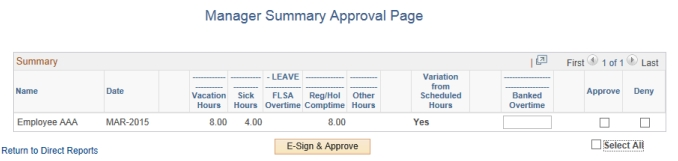 Manager Summary Approval Page
Summary
First 1 of 1 Last
---------- ---------- - LEAVE ------------ --------- Variation ---------------
Name Date ---------- ---------- ---------- ------------ --------- from ---------------  Approve Deny
Vacation Sick FLSA Reg/Hol Other Scheduled Banked
Hours Hours Overtime Comptime Hours Hours Overtime
Employee AAA MAR-2015 8.00 4.00 8.00 Yes
E-Sign & Approve Select All
Return to Direct Reports